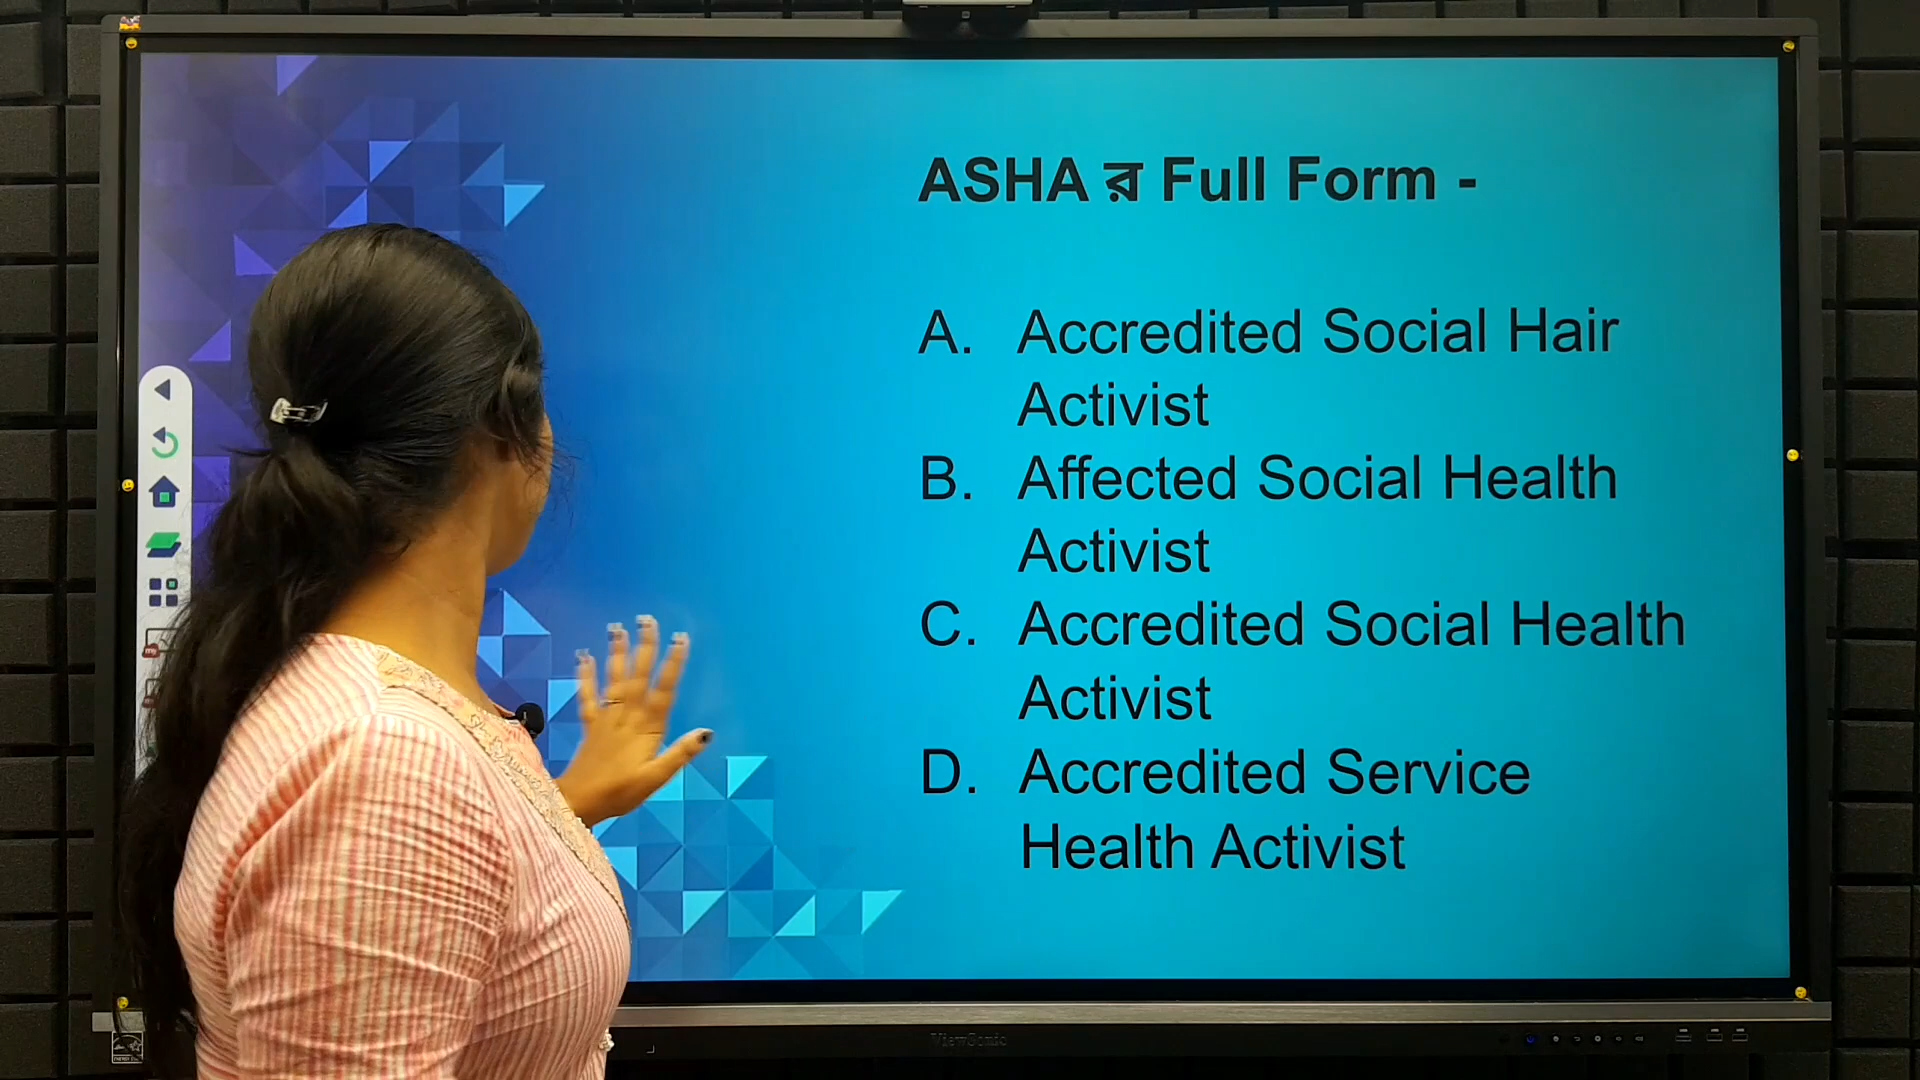 ASHA র Full Form -
A. Accredited Social Hair
Activist
B. Affected Social Health
Activist
C. Accredited Social Health
Activist
D. Accredited Service
Health Activist
ViewSonic